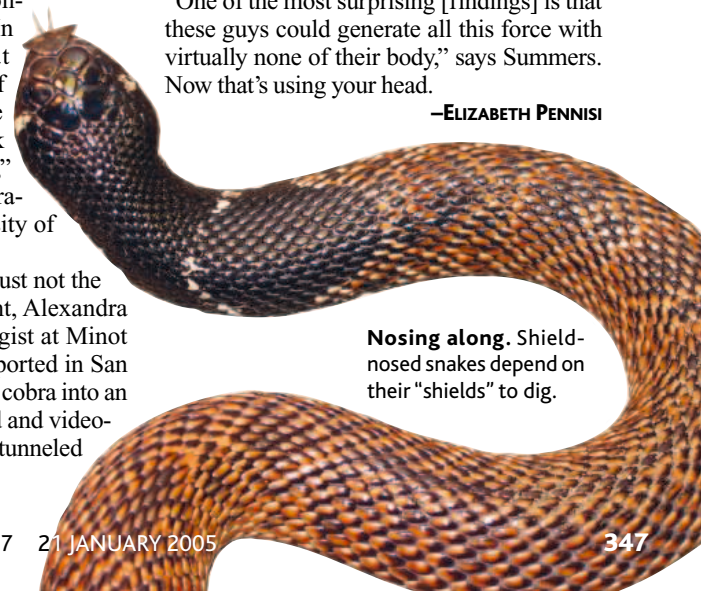 n
t
f
e
k
”
ra-
ity of
ust not the
nt, Alexandra
gist at Minot
ported in San
cobra into an
d and video-
tunneled
“One of the most surprising [findings] is that
these guys could generate all this force with
virtually none of their body,” says Summers.
Now that’s using your head.
–ELIZABETH PENNISI
Nosing along. Shield-
nosed snakes depend on
their “shields” to dig.
7 21 JANUARY 2005 347